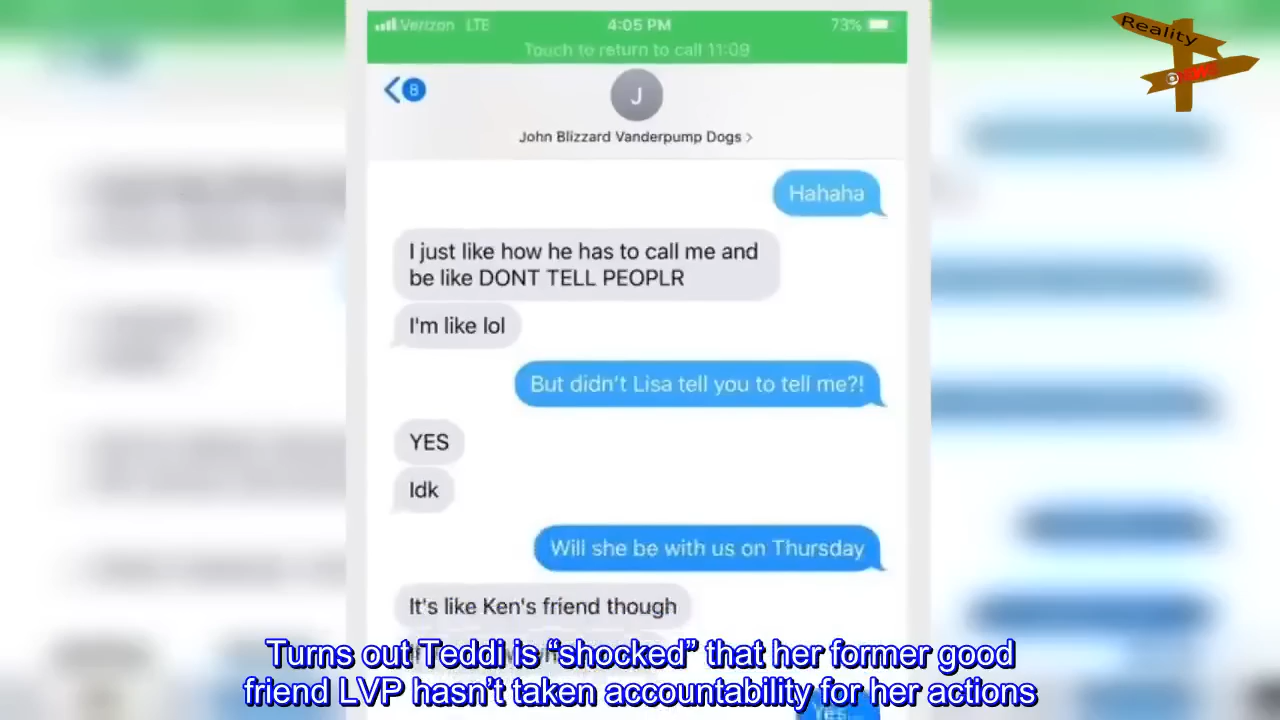 Verizon LTE 4:05 PM 73%
Touch to return to call 11:09
Reality
8
J
John Blizzard Vanderpump Dogs >
Hahaha
I just like how he has to call me and
be like DONT TELL PEOPLR
I'm like lol
But didn't Lisa tell you to tell me?!
YES
Idk
Will she be with us on Thursday
It's like Ken's friend though
Turns out Teddi is “shocked” that her former good
friend LVP hasn’t taken accountability for her actions
Yes